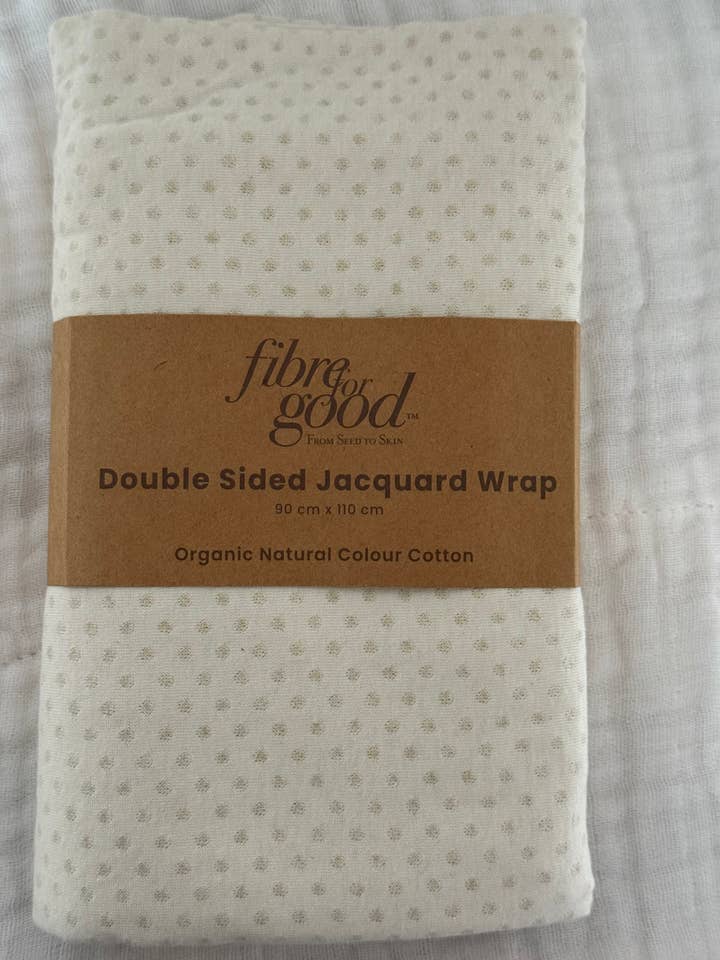 fibre for
good™
From Seed to Skin
Double Sided Jacquard Wrap
90 cm x 110 cm
Organic Natural Colour Cotton